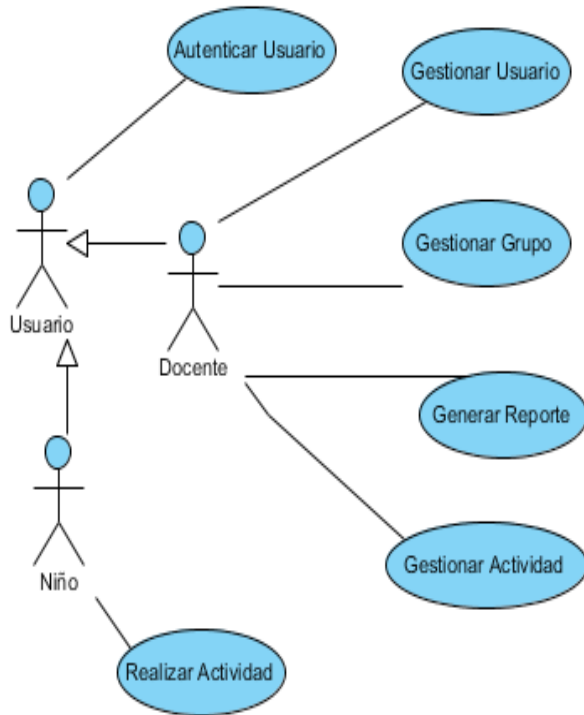 Autenticar Usuario
Gestionar Usuario
Gestionar Grupo
Usuario
Docente
Generar Reporte
Gestionar Actividad
Niño
Realizar Actividad